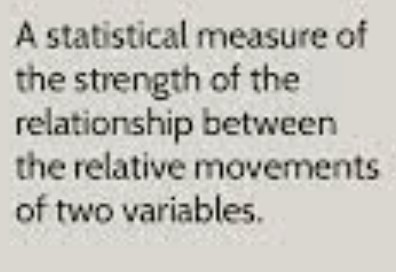 A statistical measure of
the strength of the
relationship between
the relative movements
of two variables.